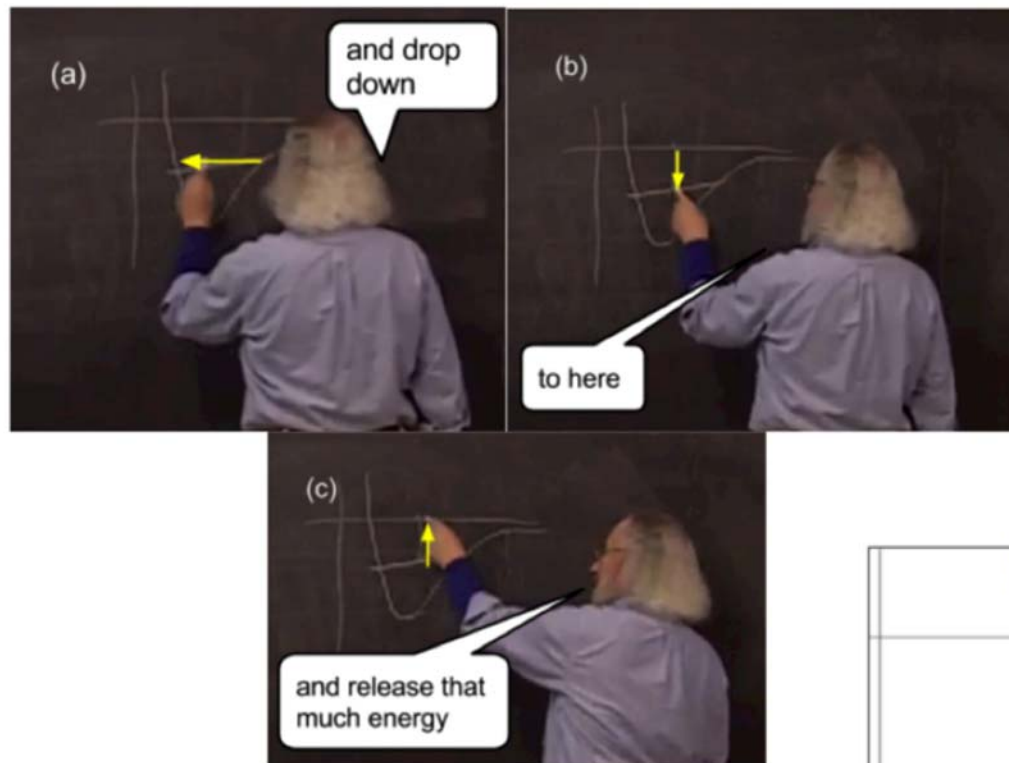 (a)
and drop
down
(b)
to here
(c)
and release that
much energy